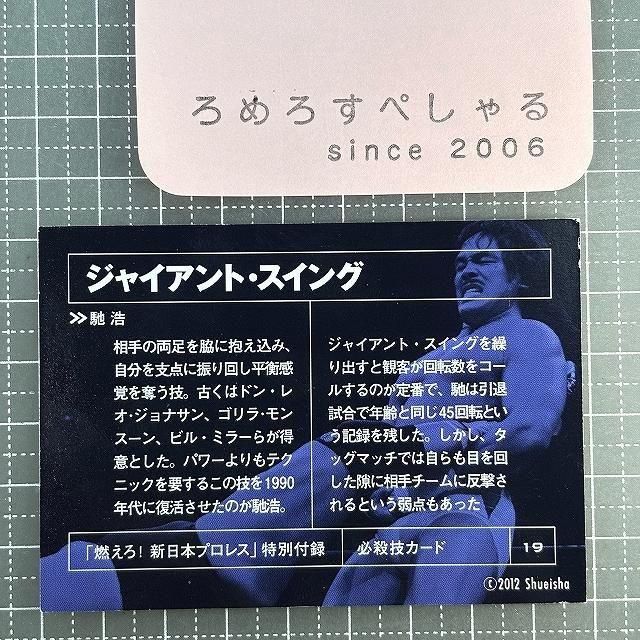 ろめろすぺしゃる
since 2006
ジャイアント・スイング
≫馳 浩
相手の両足を脇に抱え込み、
自分を支点に振り回し平衡感
覚を奪う技。古くはドン・レ
オ・ジョナサン、ゴリラ・モン
スーン、ビル・ミラーらが得
意とした。パワーよりもテク
ニックを要するこの技を1990
年代に復活させたのが馳浩。
ジャイアント・スイングを繰
り出すと観客が回転数をコー
ルするのが定番で、馳は引退
試合で年齢と同じ45回転とい
う記録を残した。しかし、タ
ッグマッチでは自らも目を回
した隙に相手チームに反撃さ
れるという弱点もあった
「燃えろ!新日本プロレス」特別付録
必殺技カード
19
©2012 Shueisha